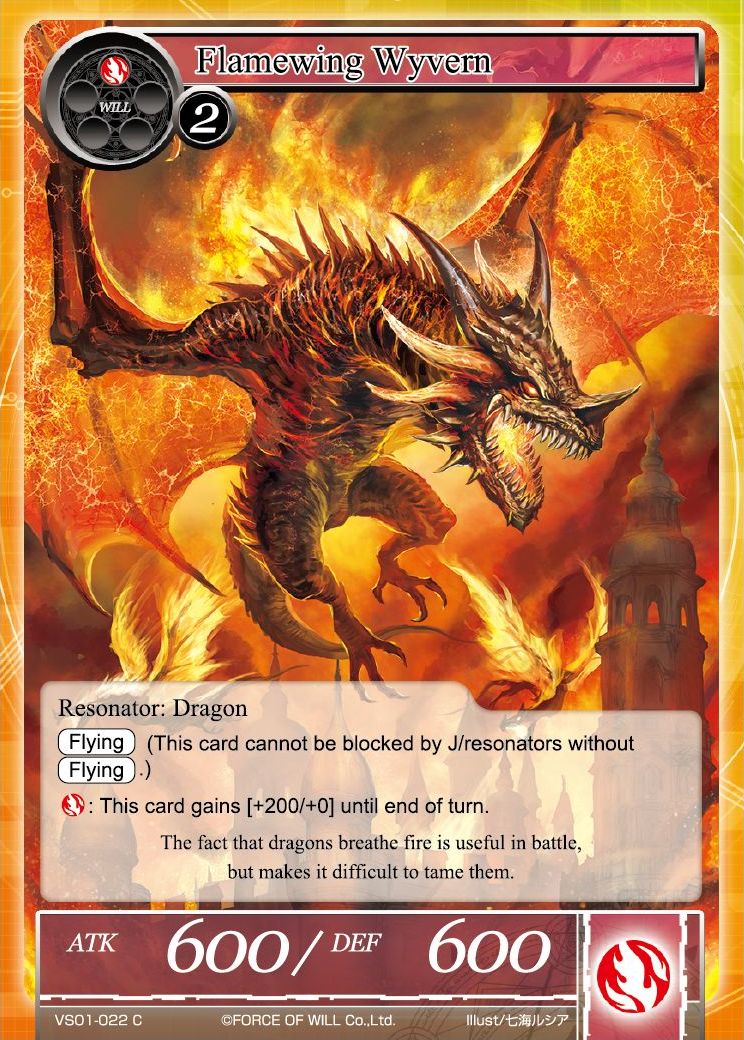 Flamewing Wyvern
WILL
2
Resonator: Dragon
Flying (This card cannot be blocked by J/resonators without
Flying.)
: This card gains [+200/+0] until end of turn.
The fact that dragons breathe fire is useful in battle,
but makes it difficult to tame them.
ATK 600/ DEF 600
VS01-022 C ©FORCE OF WILL Co.,Ltd. Illust/七海ルシア